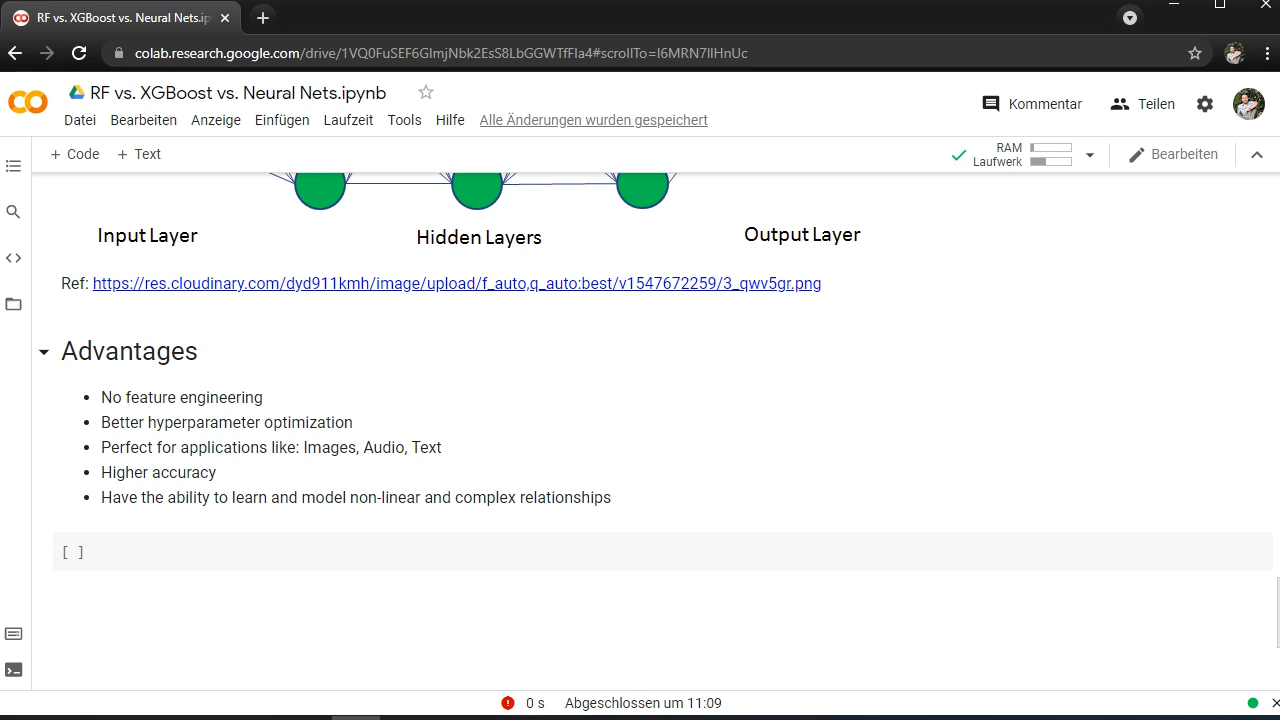 RF vs. XGBoost vs. Neural Nets.ip
colab.research.google.com/drive/1VQ0FuSEF6GlmjNbk2EsS8LbGGWTfFla4#scrollTo=l6MRN7lIHnUc
RF vs. XGBoost vs. Neural Nets.ipynb
Datei Bearbeiten Anzeige Einfügen Laufzeit Tools Hilfe Alle Änderungen wurden gespeichert
Kommentar Teilen
+ Code + Text
RAM
Laufwerk
Bearbeiten
Input Layer
Hidden Layers
Output Layer
Ref: https://res.cloudinary.com/dyd911kmh/image/upload/f_auto,q_auto:best/v1547672259/3_qwv5gr.png
Advantages
• No feature engineering
• Better hyperparameter optimization
• Perfect for applications like: Images, Audio, Text
• Higher accuracy
• Have the ability to learn and model non-linear and complex relationships
[ ]
0 s Abgeschlossen um 11:09